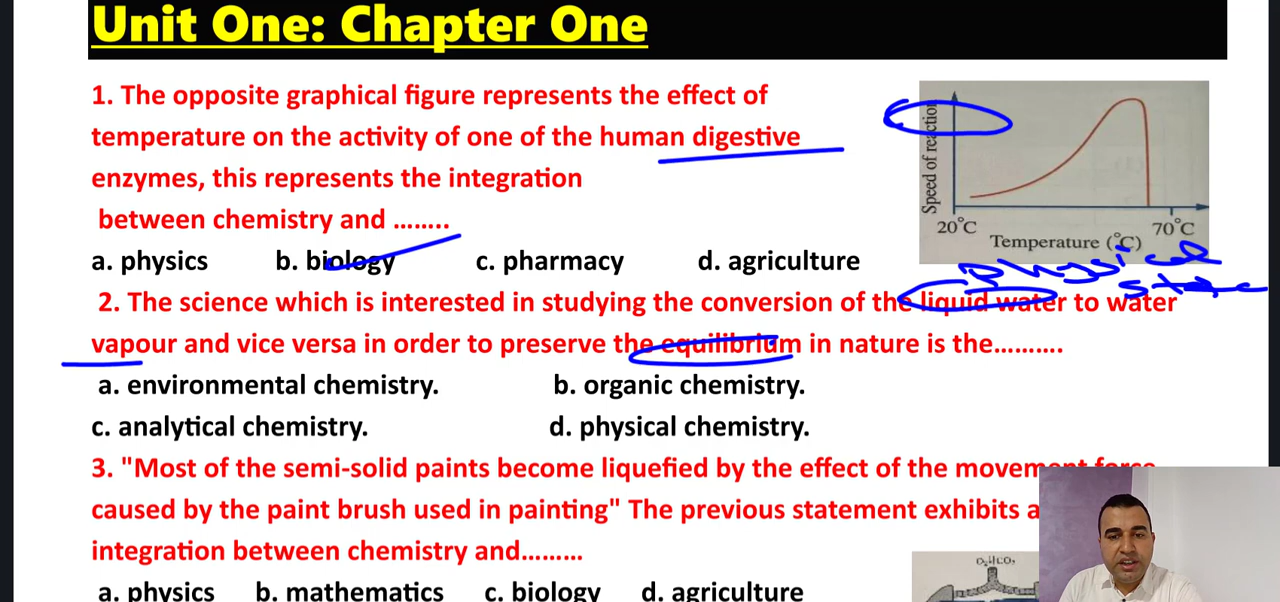 Unit One: Chapter One
1. The opposite graphical figure represents the effect of
temperature on the activity of one of the human digestive
enzymes, this represents the integration
between chemistry and ........
a. physics b. biology c. pharmacy d. agriculture
Speed of reaction
20°C
70°C
Temperature (°C)
physical
state
2. The science which is interested in studying the conversion of the liquid water to water
vapour and vice versa in order to preserve the equilibrium in nature is the..........
a. environmental chemistry. b. organic chemistry.
c. analytical chemistry. d. physical chemistry.
3. "Most of the semi-solid paints become liquefied by the effect of the movement force
caused by the paint brush used in painting" The previous statement exhibits a
integration between chemistry and.........
a. physics b. mathematics c. biology d. agriculture